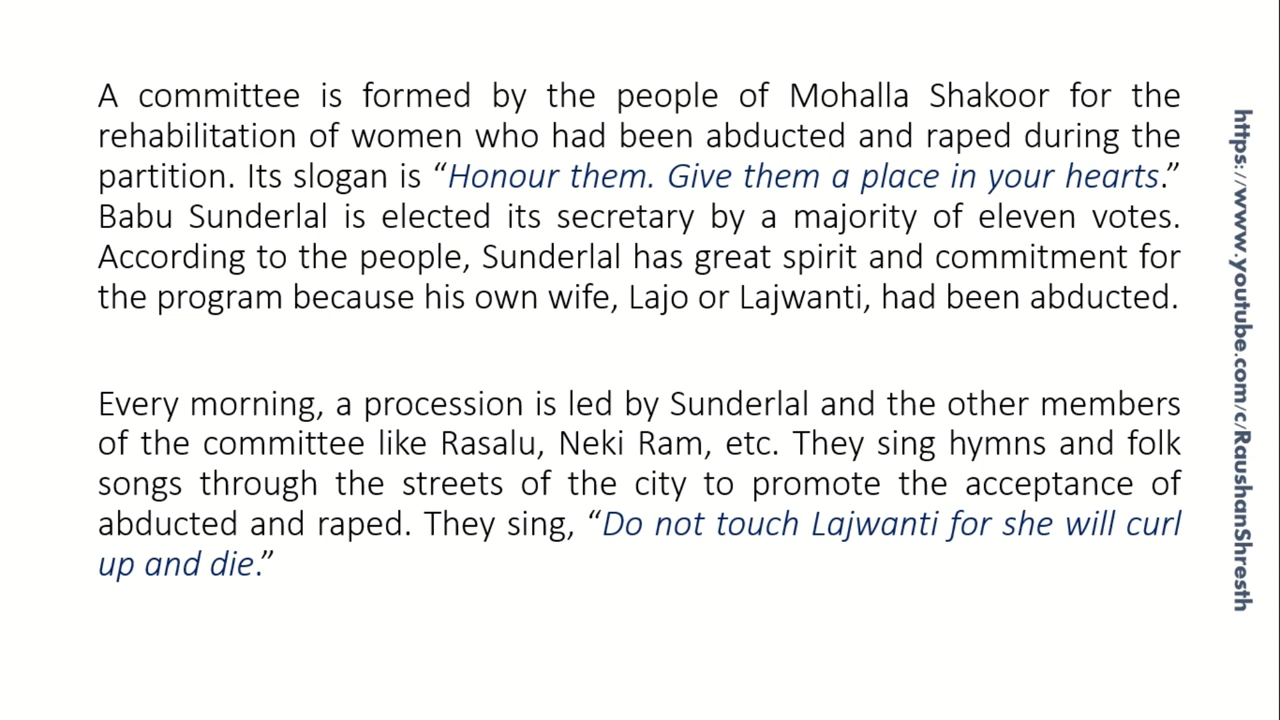 A committee is formed by the people of Mohalla Shakoor for the
rehabilitation of women who had been abducted and raped during the
partition. Its slogan is “Honour them. Give them a place in your hearts.”
Babu Sunderlal is elected its secretary by a majority of eleven votes.
According to the people, Sunderlal has great spirit and commitment for
the program because his own wife, Lajo or Lajwanti, had been abducted.
Every morning, a procession is led by Sunderlal and the other members
of the committee like Rasalu, Neki Ram, etc. They sing hymns and folk
songs through the streets of the city to promote the acceptance of
abducted and raped. They sing, “Do not touch Lajwanti for she will curl
up and die.”
https://www.youtube.com/c/RaushanShresth